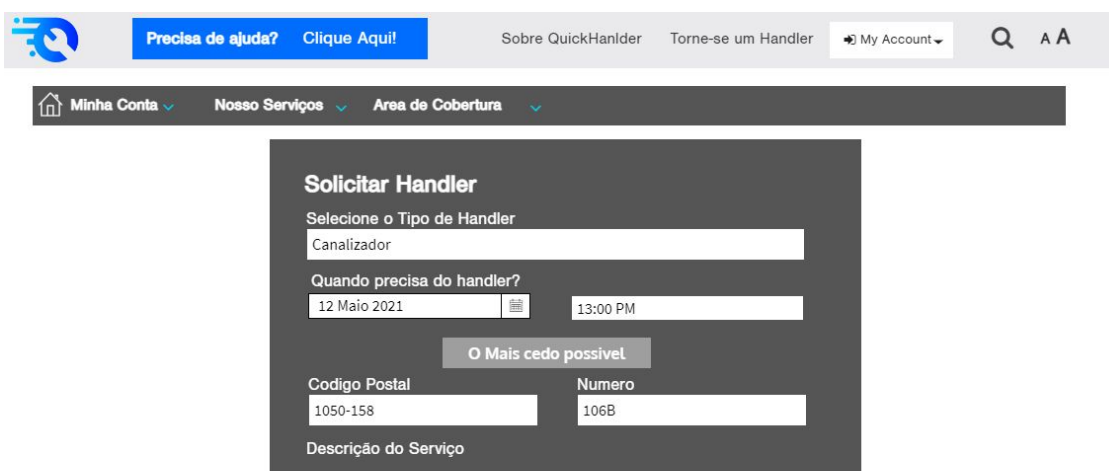 Precisa de ajuda? Clique Aqui! Sobre QuickHanlder Torne-se um Handler My Account A A
Minha Conta Nosso Serviços Area de Cobertura
Solicitar Handler
Selecione o Tipo de Handler
Canalizador
Quando precisa do handler?
12 Maio 2021 13:00 PM
O Mais cedo possivel
Codigo Postal Numero
1050-158 106B
Descrição do Serviço